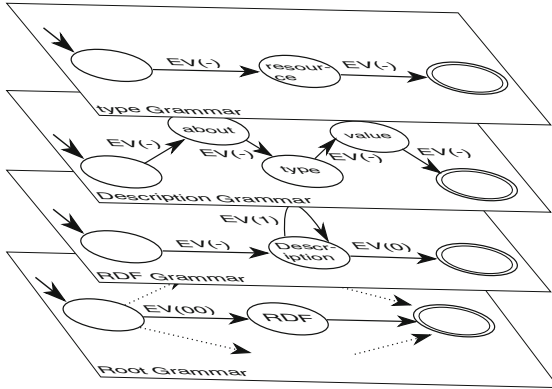 EV(-)
resour-
ce
EV(-)
type Grammar
EV(-)
about
EV(-)
type
EV(-)
value
EV(-)
Description Grammar
EV(1)
EV(-)
Descr-
iption
EV(0)
RDF Grammar
EV(00)
RDF
Root Grammar